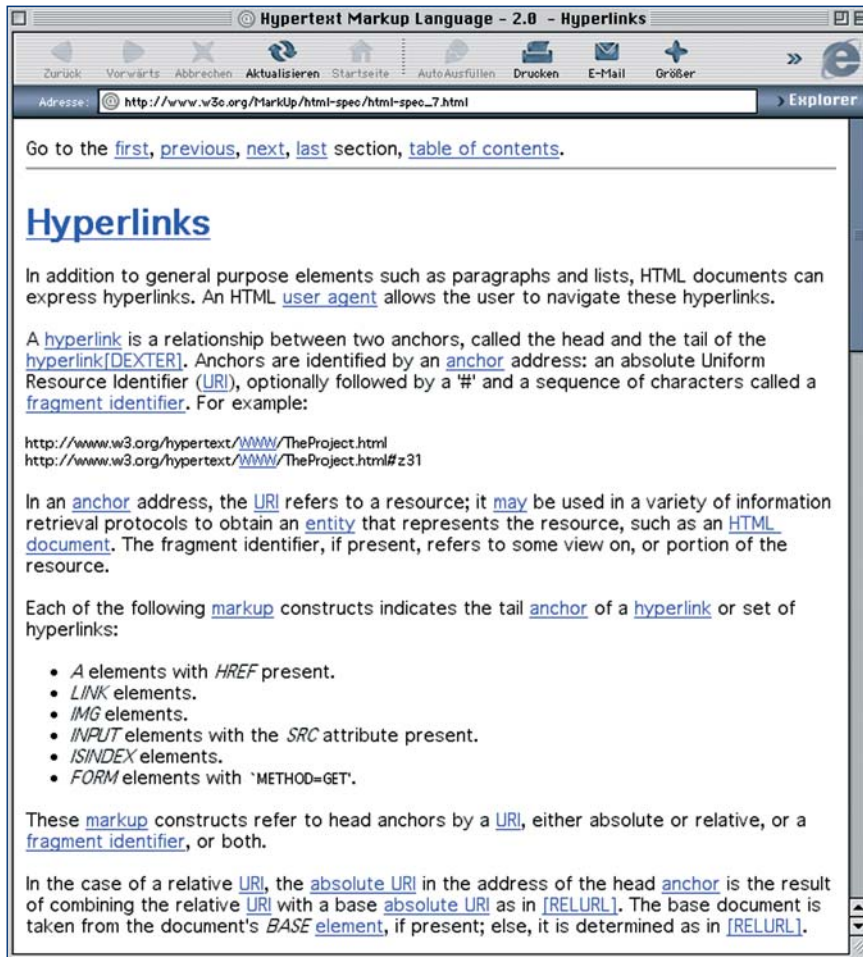 Hypertext Markup Language - 2.0 - Hyperlinks
Zurück Vorwärts Abbrechen Aktualisieren Startseite AutoAusfüllen Drucken E-Mail Größer »
Adresse: @ http://www.w3c.org/MarkUp/html-spec/html-spec_7.html › Explorer
Go to the first, previous, next, last section, table of contents.
Hyperlinks
In addition to general purpose elements such as paragraphs and lists, HTML documents can
express hyperlinks. An HTML user agent allows the user to navigate these hyperlinks.
A hyperlink is a relationship between two anchors, called the head and the tail of the
hyperlink[DEXTER]. Anchors are identified by an anchor address: an absolute Uniform
Resource Identifier (URI), optionally followed by a '#' and a sequence of characters called a
fragment identifier. For example:
http://www.w3.org/hypertext/WWW/TheProject.html
http://www.w3.org/hypertext/WWW/TheProject.html#z31
In an anchor address, the URI refers to a resource; it may be used in a variety of information
retrieval protocols to obtain an entity that represents the resource, such as an HTML
document. The fragment identifier, if present, refers to some view on, or portion of the
resource.
Each of the following markup constructs indicates the tail anchor of a hyperlink or set of
hyperlinks:
• A elements with HREF present.
• LINK elements.
• IMG elements.
• INPUT elements with the SRC attribute present.
• ISINDEX elements.
• FORM elements with `METHOD=GET'.
These markup constructs refer to head anchors by a URI, either absolute or relative, or a
fragment identifier, or both.
In the case of a relative URI, the absolute URI in the address of the head anchor is the result
of combining the relative URI with a base absolute URI as in [RELURL]. The base document is
taken from the document's BASE element, if present; else, it is determined as in [RELURL].